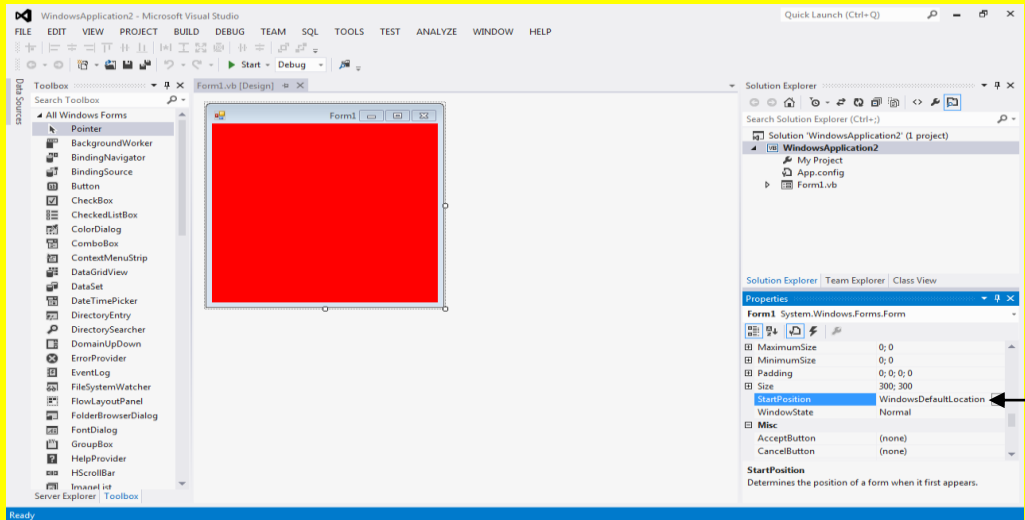 WindowsApplication2 - Microsoft Visual Studio
Quick Launch (Ctrl+Q)
FILE EDIT VIEW PROJECT BUILD DEBUG TEAM SQL TOOLS TEST ANALYZE WINDOW HELP
Start Debug
Data Sources
Toolbox
Search Toolbox
All Windows Forms
Pointer
BackgroundWorker
BindingNavigator
BindingSource
Button
CheckBox
CheckedListBox
ColorDialog
ComboBox
ContextMenuStrip
DataGridView
DataSet
DateTimePicker
DirectoryEntry
DirectorySearcher
DomainUpDown
ErrorProvider
EventLog
FileSystemWatcher
FlowLayoutPanel
FolderBrowserDialog
FontDialog
GroupBox
HelpProvider
HScrollBar
ImageList
Server Explorer Toolbox
Form1.vb [Design]
Form1
Solution Explorer
Search Solution Explorer (Ctrl+;)
Solution 'WindowsApplication2' (1 project)
WindowsApplication2
My Project
App.config
Form1.vb
Solution Explorer Team Explorer Class View
Properties
Form1 System.Windows.Forms.Form
MaximumSize 0; 0
MinimumSize 0; 0
Padding 0; 0; 0; 0
Size 300; 300
StartPosition WindowsDefaultLocation
WindowState Normal
Misc
AcceptButton (none)
CancelButton (none)
StartPosition
Determines the position of a form when it first appears.
Ready